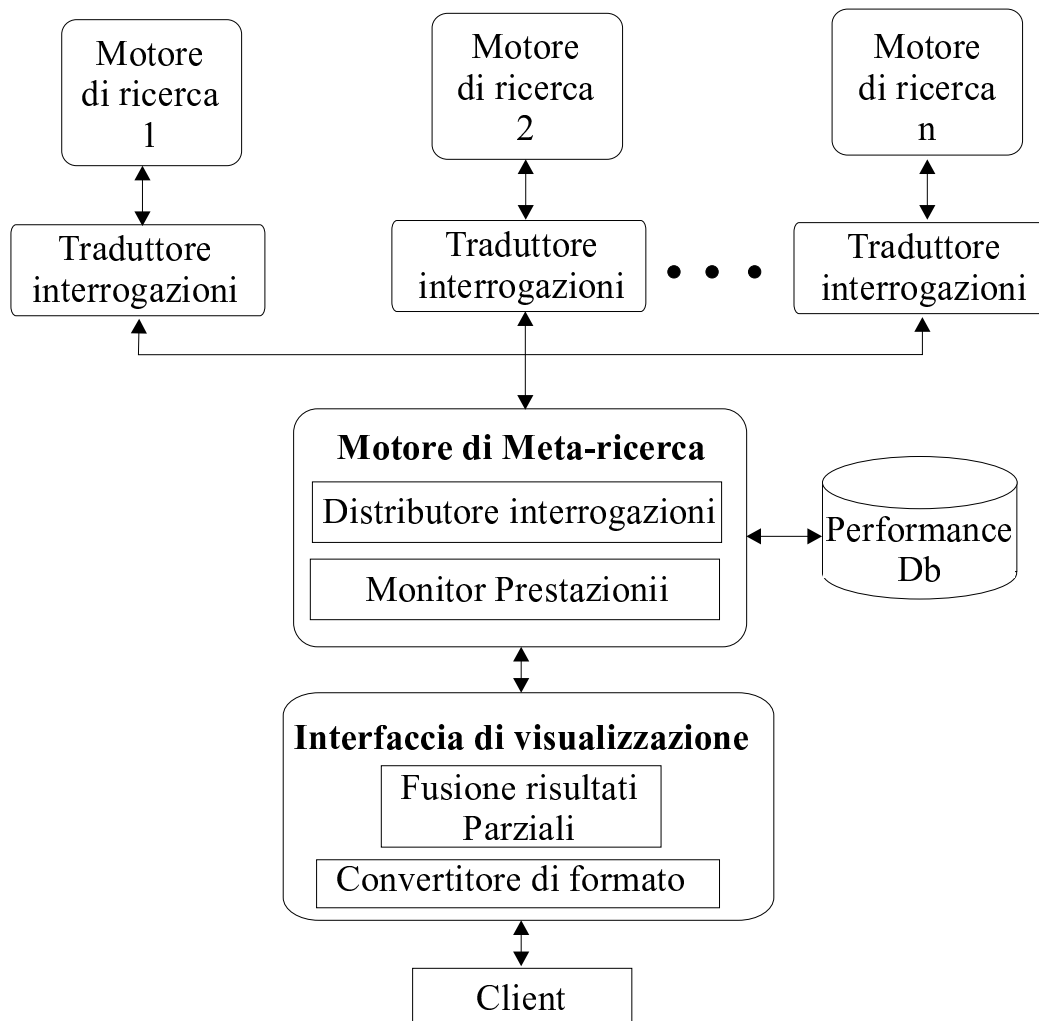 Motore
di ricerca
1
Motore
di ricerca
2
Motore
di ricerca
n
Traduttore
interrogazioni
Traduttore
interrogazioni
Traduttore
interrogazioni
Motore di Meta-ricerca
Distributore interrogazioni
Monitor Prestazionii
Performance
Db
Interfaccia di visualizzazione
Fusione risultati
Parziali
Convertitore di formato
Client